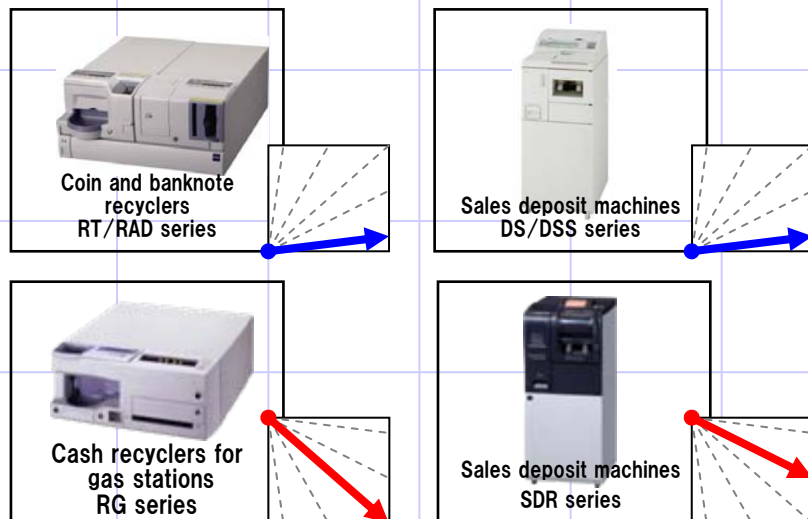 Coin and banknote
recyclers
RT/RAD series
Sales deposit machines
DS/DSS series
Cash recyclers for
gas stations
RG series
Sales deposit machines
SDR series